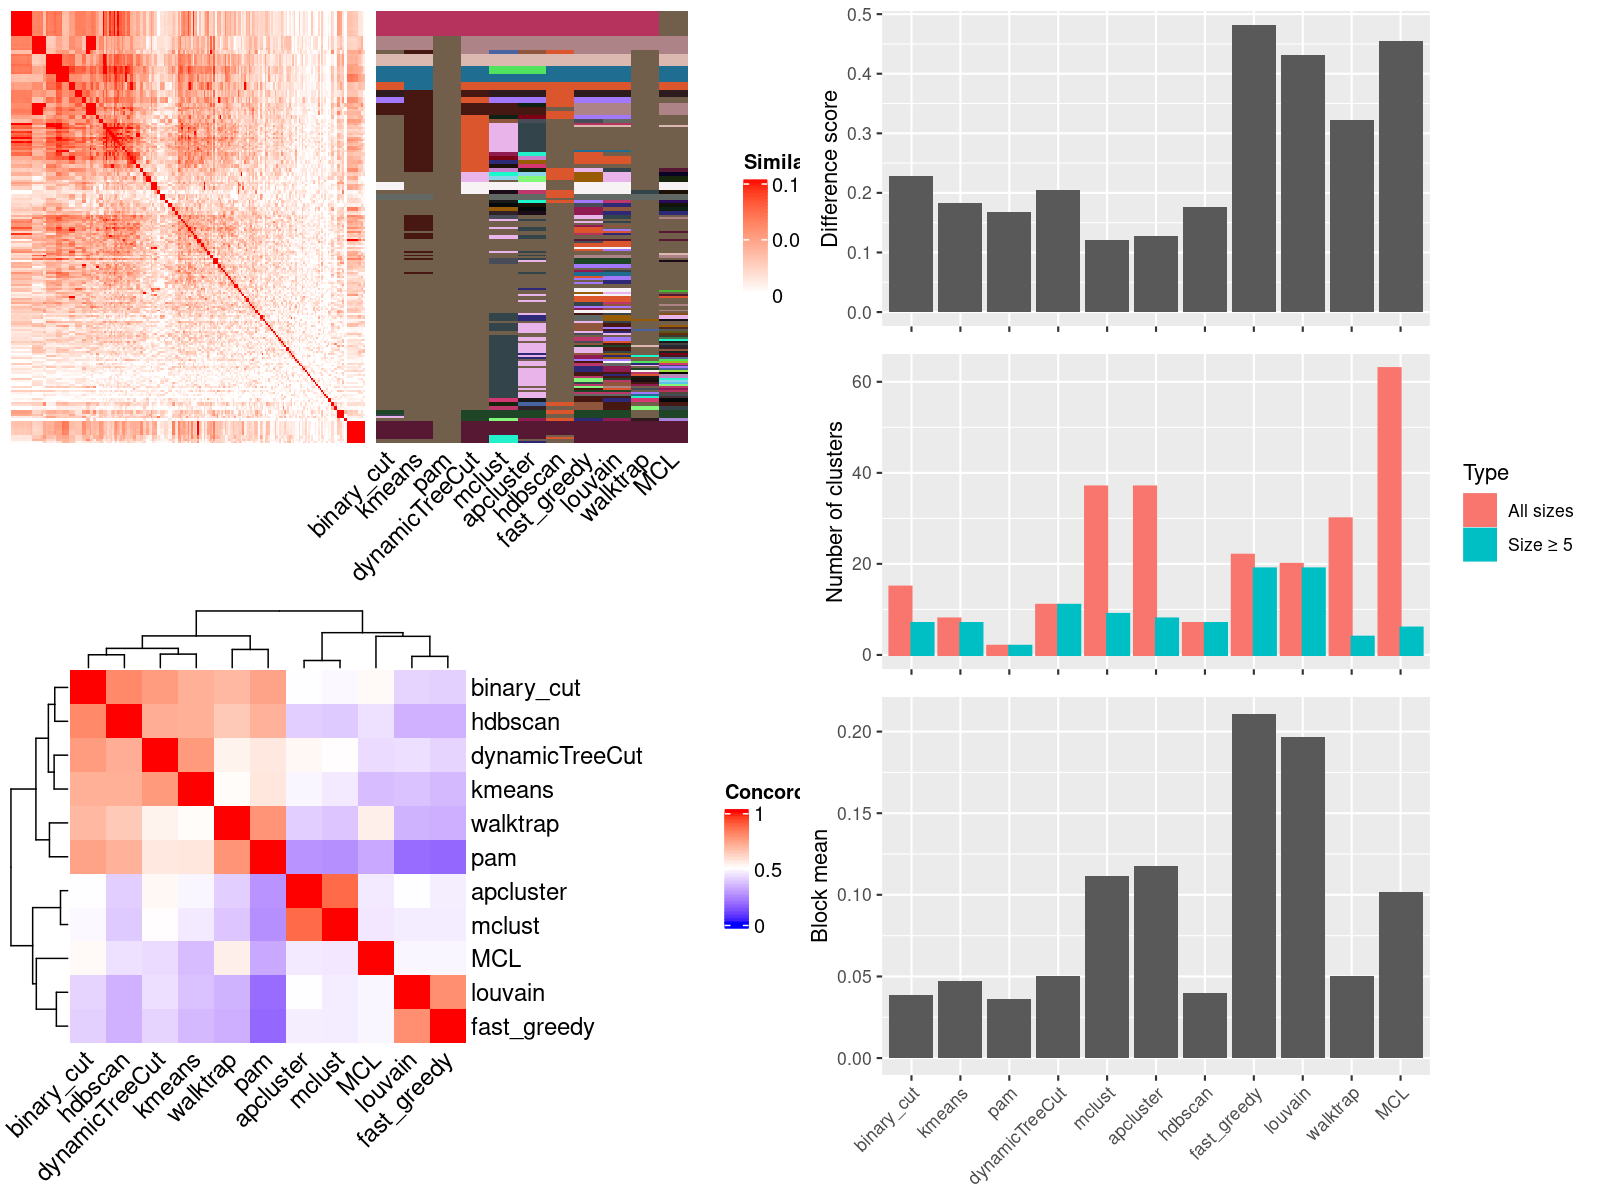 Simila
0.1
0.0
0
binary_cut
kmeans
pam
dynamicTreeCut
mclust
apcluster
hdbscan
fast_greedy
louvain
walktrap
MCL
binary_cut
hdbscan
dynamicTreeCut
kmeans
walktrap
pam
apcluster
mclust
MCL
louvain
fast_greedy
binary_cut
hdbscan
dynamicTreeCut
kmeans
walktrap
pam
apcluster
mclust
MCL
louvain
fast_greedy
Concord
1
0.5
0
Difference score
0.5
0.4
0.3
0.2
0.1
0.0
Number of clusters
60
40
20
0
Type
All sizes
Size ≥ 5
Block mean
0.20
0.15
0.10
0.05
0.00
binary_cut
kmeans
pam
dynamicTreeCut
mclust
apcluster
hdbscan
fast_greedy
louvain
walktrap
MCL